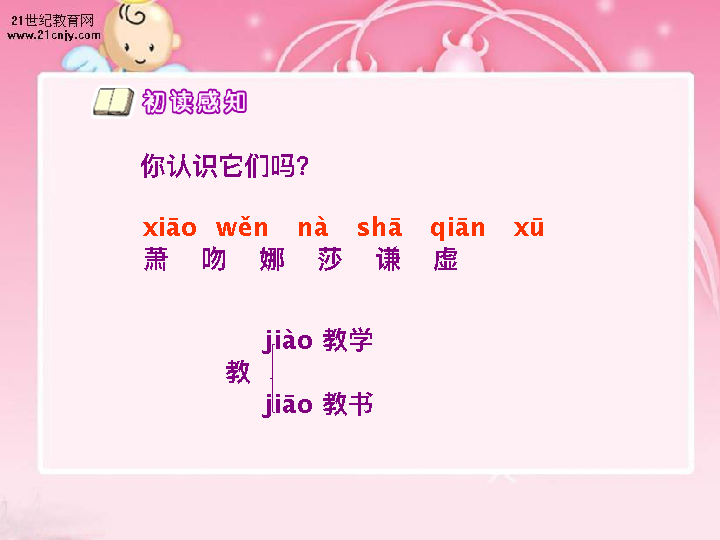 21世纪教育网
www.21cnjy.com
初读感知
你认识它们吗？
xiāo wěn nà shā qiān xū
萧 吻 娜 莎 谦 虚
jiào 教学
教
jiāo 教书